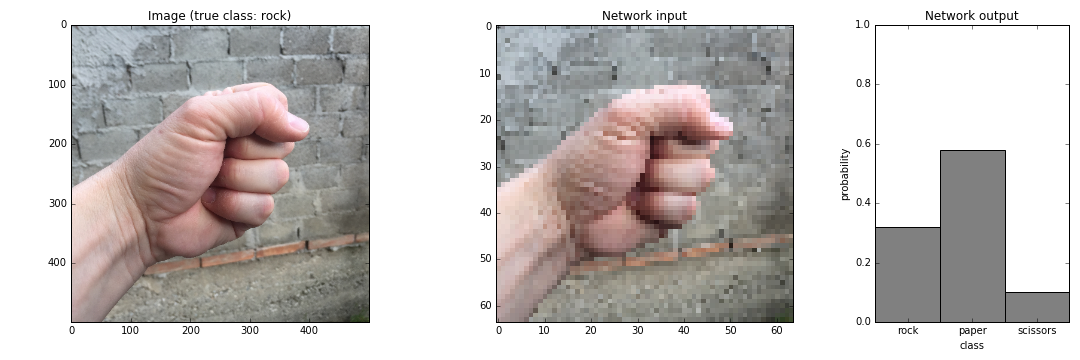 Image (true class: rock)
0
100
200
300
400
0 100 200 300 400
Network input
0
10
20
30
40
50
60
0 10 20 30 40 50 60
Network output
1.0
0.8
0.6
0.4
0.2
0.0
probability
rock paper scissors
class